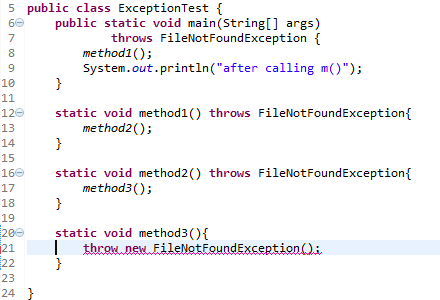 5 public class ExceptionTest {
6 public static void main(String[] args)
7 throws FileNotFoundException {
8 method1();
9 System.out.println("after calling m()");
10 }
11
12 static void method1() throws FileNotFoundException{
13 method2();
14 }
15
16 static void method2() throws FileNotFoundException{
17 method3();
18 }
19
20 static void method3(){
21 throw new FileNotFoundException();
22 }
23
24 }